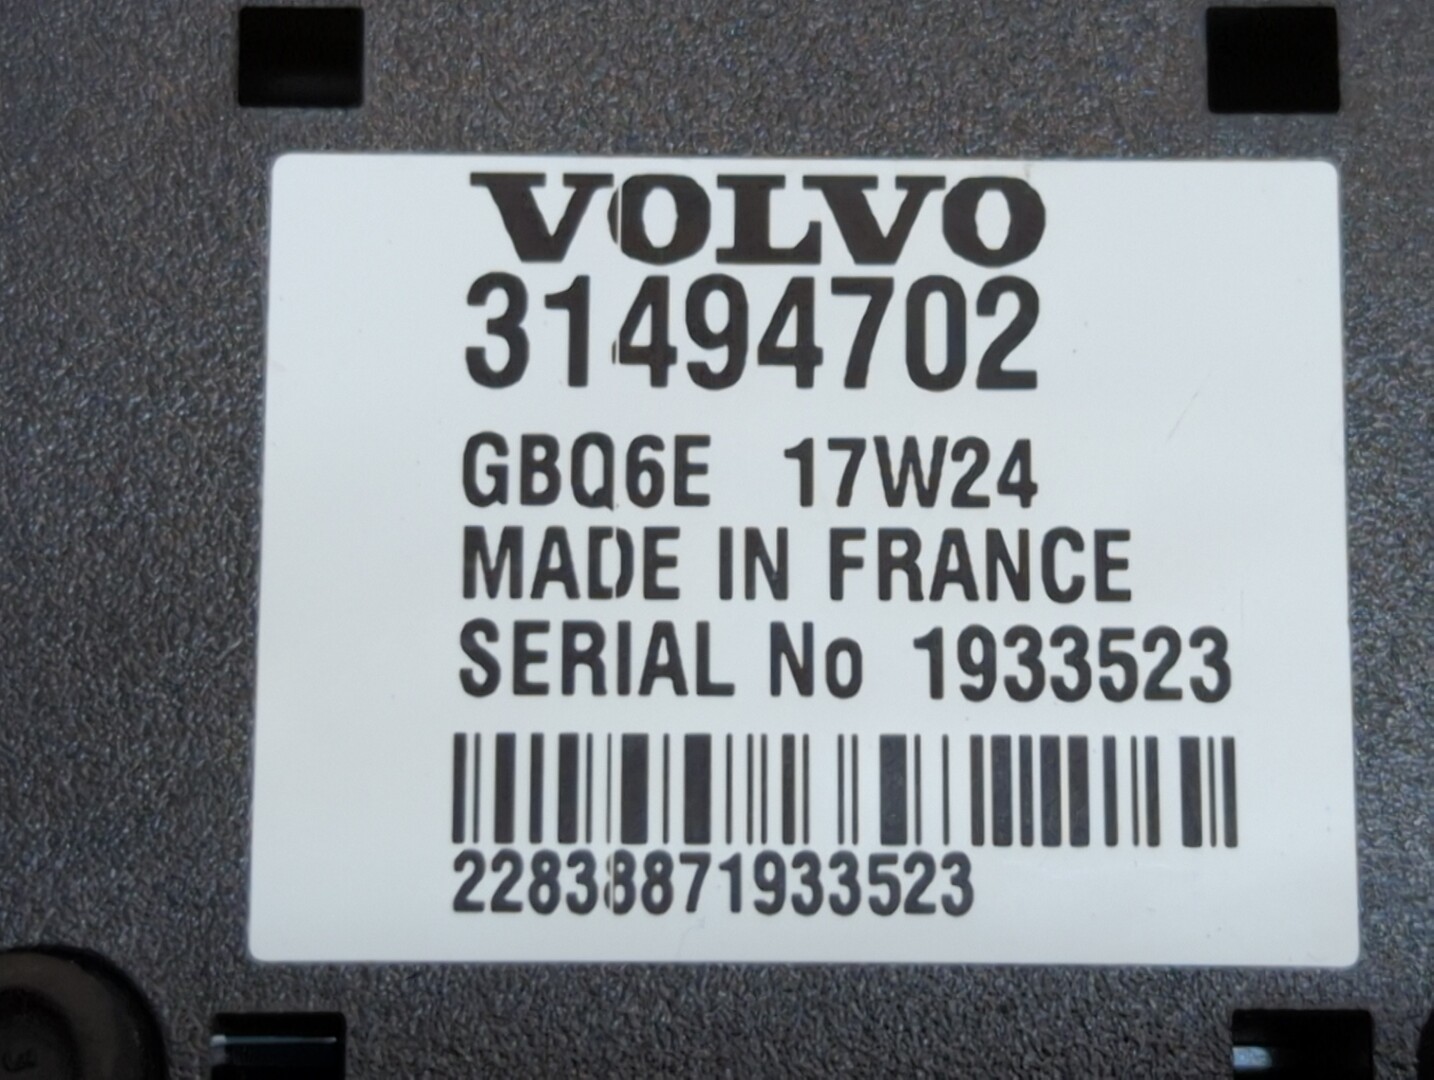 VOLVO
31494702
GBQ6E 17W24
MADE IN FRANCE
SERIAL No 1933523
22838871933523